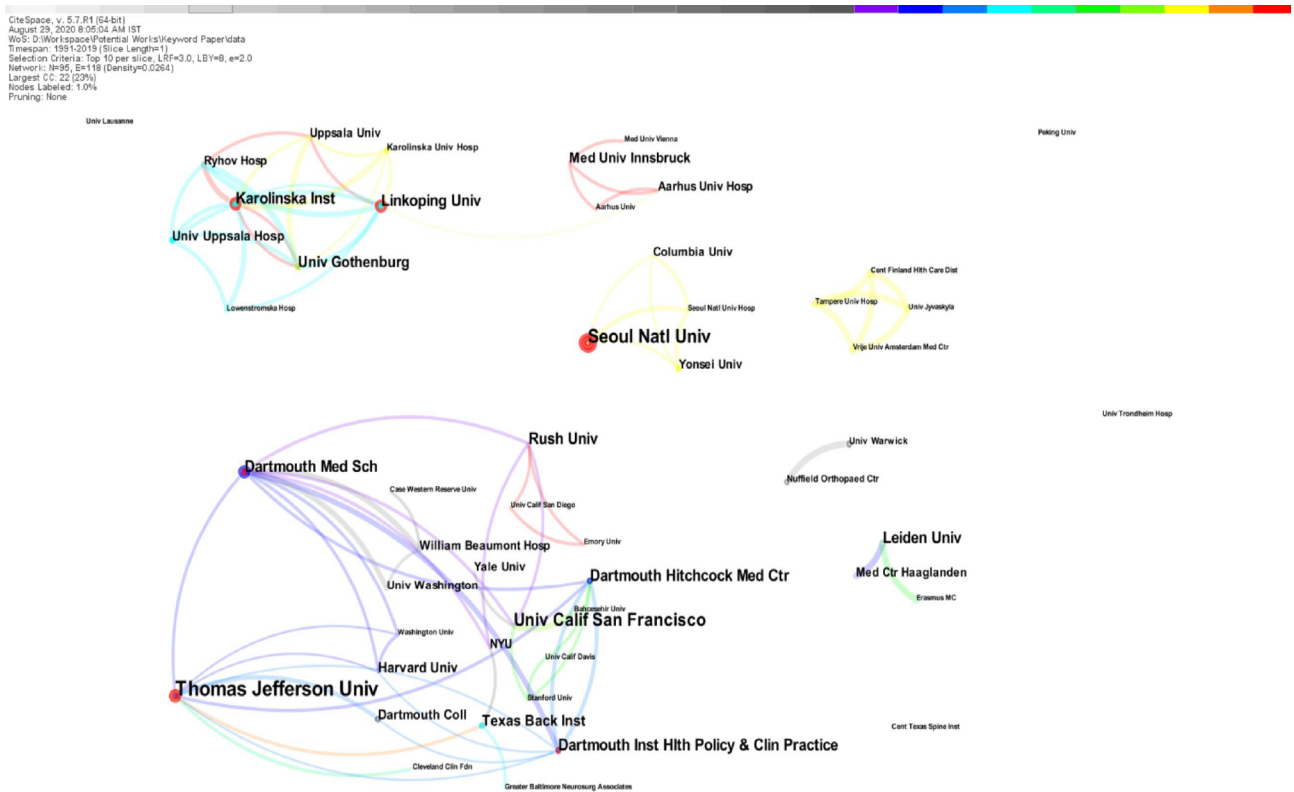 CiteSpace, v. 5.7.R1 (64-bit)
August 29, 2020 8:05:04 AM IST
WoS: D:\Workspace\Potential Works\Keyword Paper\data
Timespan: 1991-2019 (Slice Length=1)
Selection Criteria: Top 10 per slice, LRF=3.0, LBY=8, e=2.0
Network: N=95, E=118 (Density=0.0264)
Largest CC: 22 (23%)
Nodes Labeled: 1.0%
Pruning: None
Univ Lausanne
Uppsala Univ
Karolinska Univ Hosp
Ryhov Hosp
Karolinska Inst
Linkoping Univ
Univ Uppsala Hosp
Univ Gothenburg
Lowenstromska Hosp
Med Univ Vienna
Med Univ Innsbruck
Aarhus Univ Hosp
Aarhus Univ
Peking Univ
Columbia Univ
Seoul Natl Univ Hosp
Seoul Natl Univ
Yonsei Univ
Cent Finland Hlth Care Dist
Tampere Univ Hosp
Univ Jyvaskyla
Vrije Univ Amsterdam Med Ctr
Univ Trondheim Hosp
Rush Univ
Dartmouth Med Sch
Case Western Reserve Univ
Univ Calif San Diego
Emory Univ
William Beaumont Hosp
Yale Univ
Univ Washington
Dartmouth Hitchcock Med Ctr
Bahcesehir Univ
Univ Calif San Francisco
Washington Univ
NYU
Univ Calif Davis
Harvard Univ
Thomas Jefferson Univ
Stanford Univ
Dartmouth Coll
Texas Back Inst
Dartmouth Inst Hlth Policy & Clin Practice
Cleveland Clin Fdn
Greater Baltimore Neurosurg Associates
Univ Warwick
Nuffield Orthopaed Ctr
Leiden Univ
Med Ctr Haaglanden
Erasmus MC
Cent Texas Spine Inst